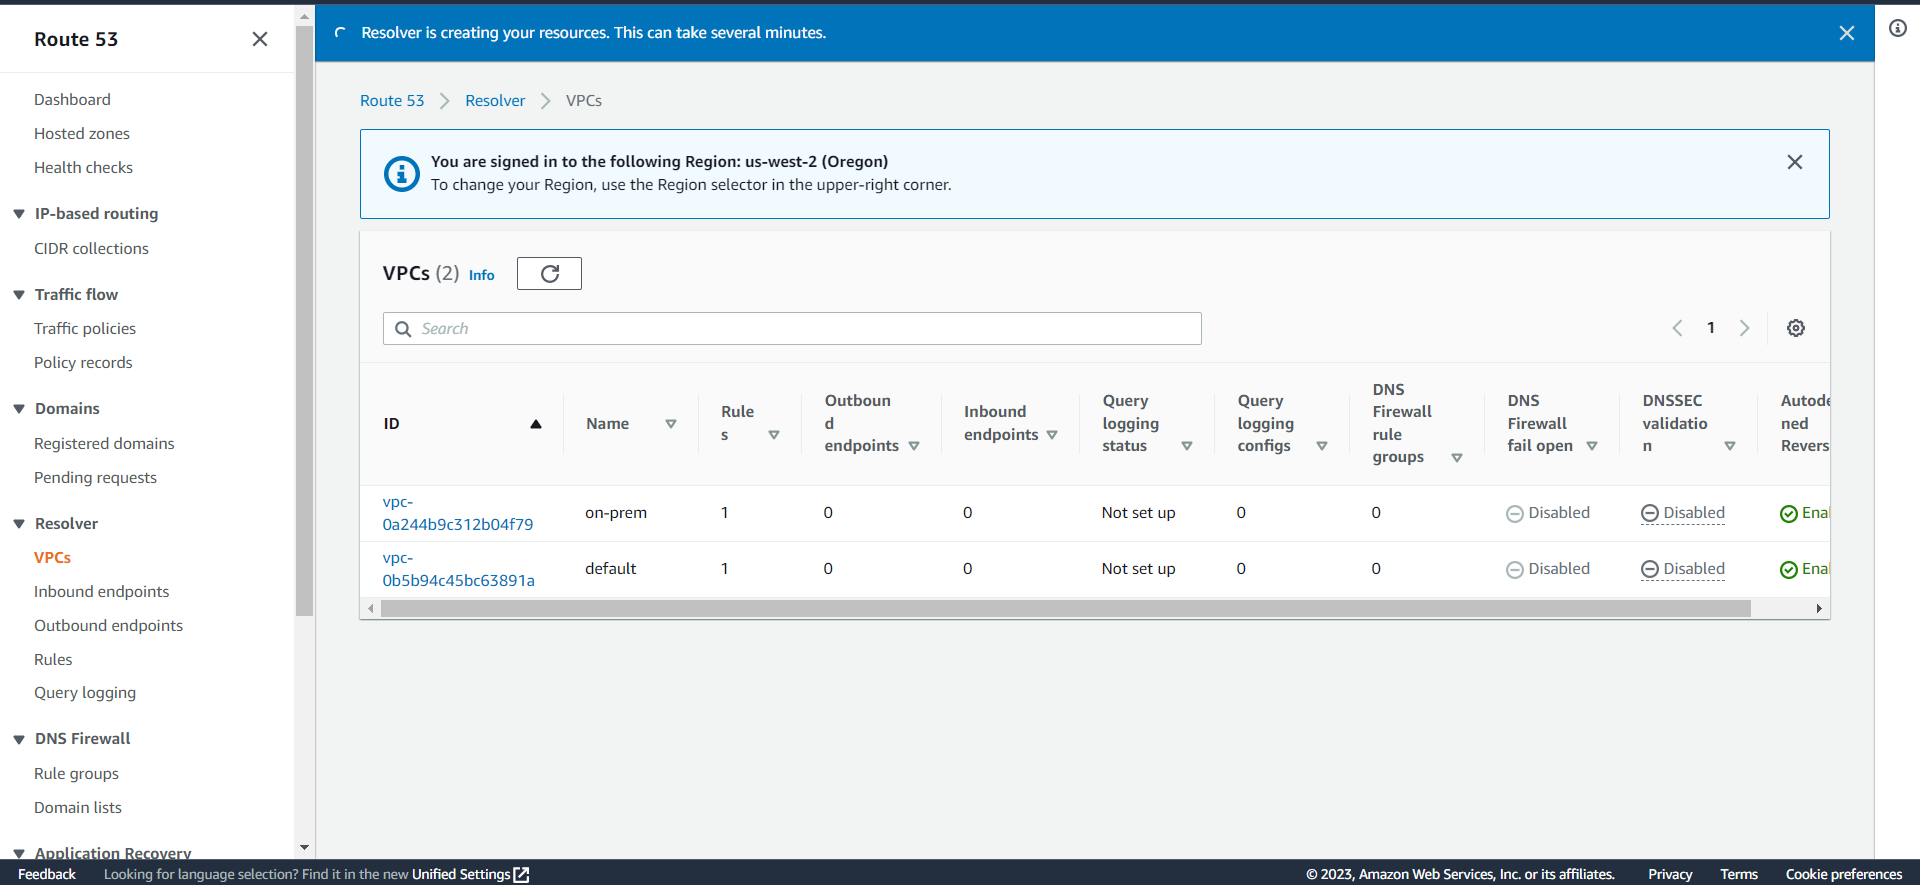 Route 53
Dashboard
Hosted zones
Health checks
IP-based routing
CIDR collections
Traffic flow
Traffic policies
Policy records
Domains
Registered domains
Pending requests
Resolver
VPCs
Inbound endpoints
Outbound endpoints
Rules
Query logging
DNS Firewall
Rule groups
Domain lists
Application Recovery
Resolver is creating your resources. This can take several minutes.
Route 53 Resolver VPCs
You are signed in to the following Region: us-west-2 (Oregon)
To change your Region, use the Region selector in the upper-right corner.
VPCs (2) Info
Search
1
ID
Name
Rule
s
Outboun
d
endpoints
Inbound
endpoints
Query
logging
status
Query
logging
configs
DNS
Firewall
rule
groups
DNS
Firewall
fail open
DNSSEC
validatio
n
Autode
ned
Revers
vpc-
0a244b9c312b04f79
on-prem 1 0 0 Not set up 0 0 Disabled Disabled Ena
vpc-
0b5b94c45bc63891a
default 1 0 0 Not set up 0 0 Disabled Disabled Ena
Feedback Looking for language selection? Find it in the new Unified Settings © 2023, Amazon Web Services, Inc. or its affiliates. Privacy Terms Cookie preferences